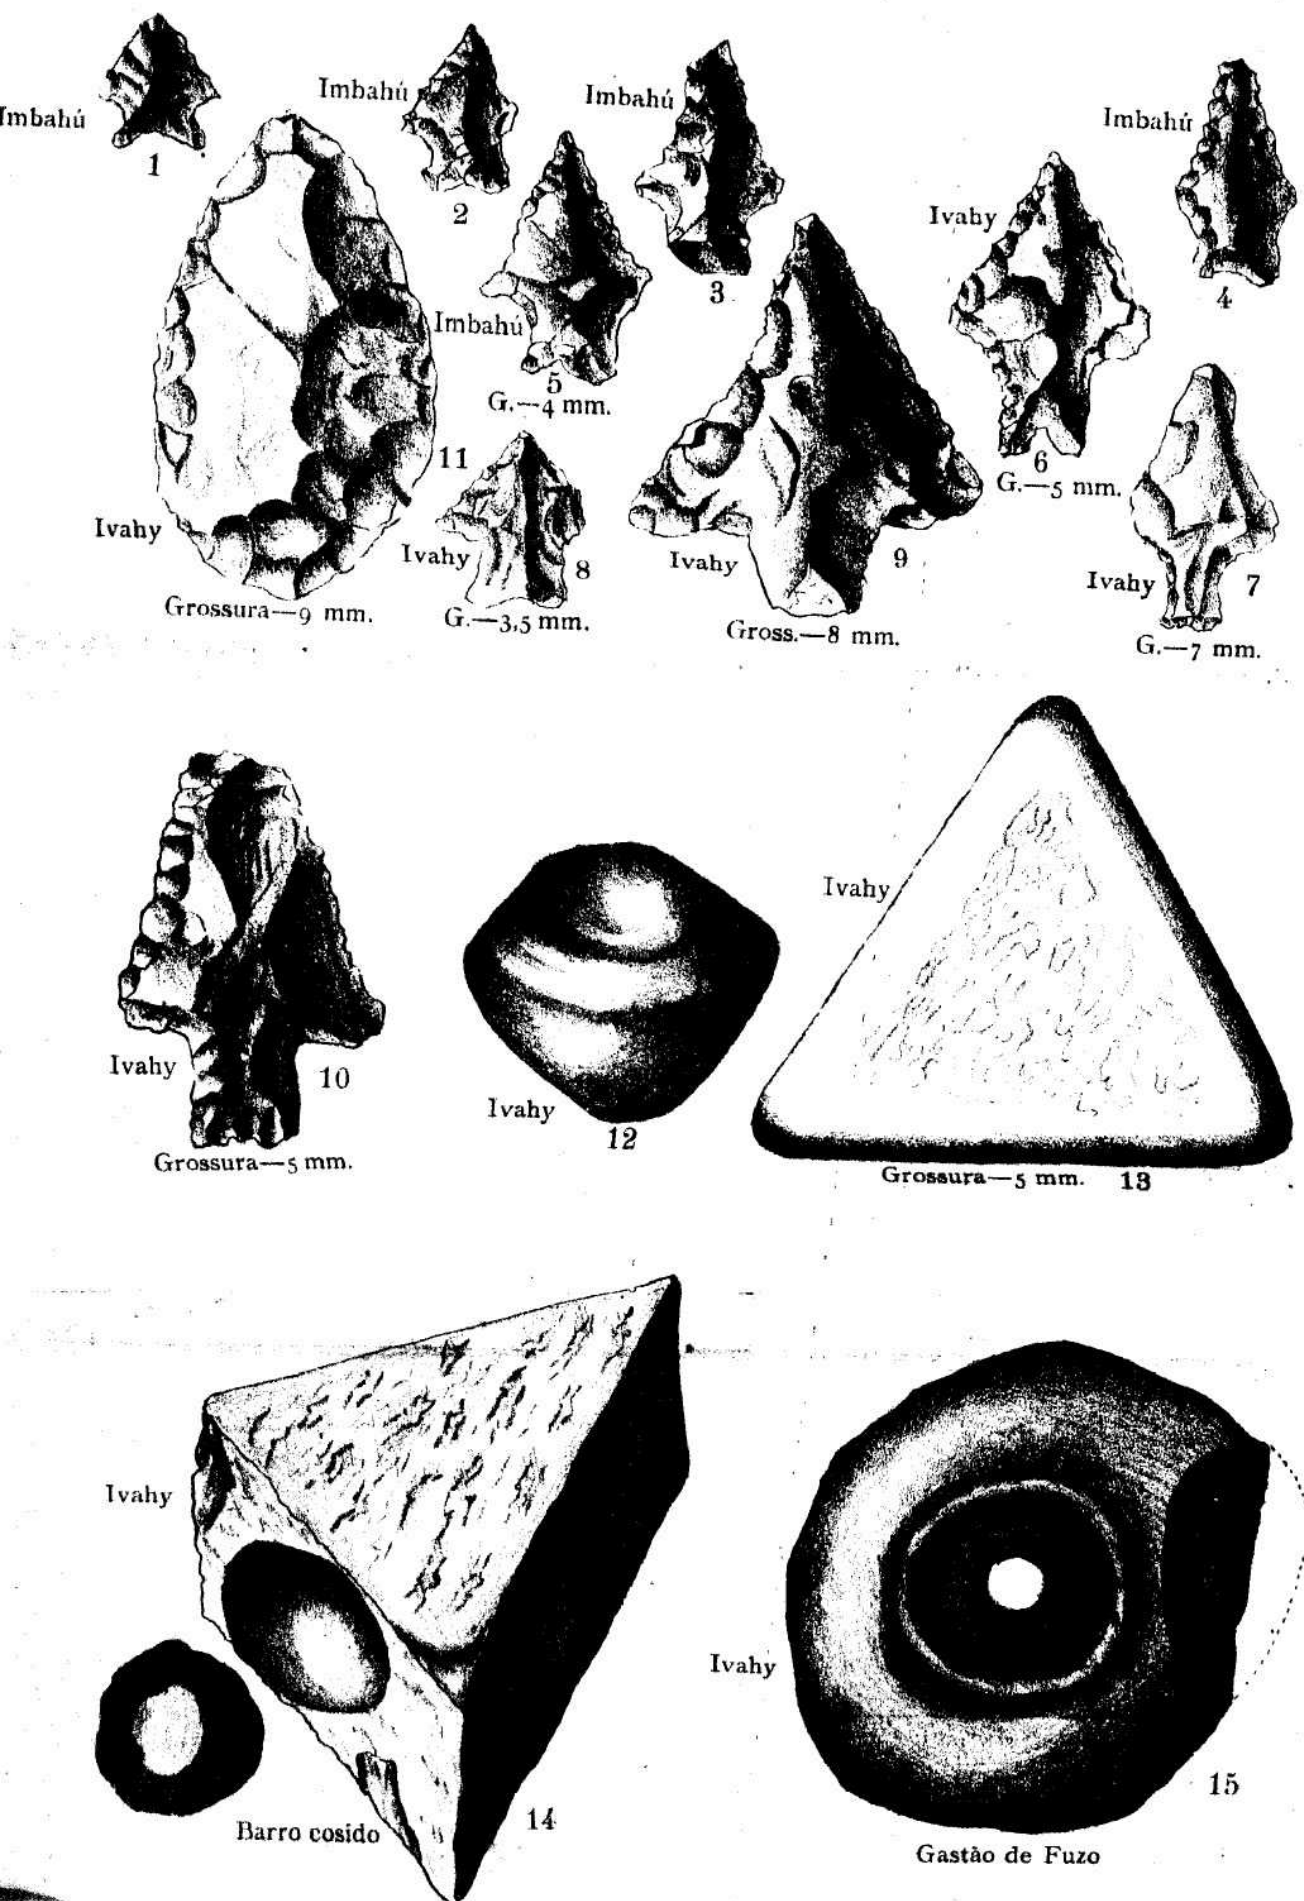 Imbahú
1
Imbahú
2
Imbahú
3
Imbahú
4
Imbahú
5
G.—4 mm.
Ivahy
6
G.—5 mm.
Ivahy
7
G.—7 mm.
Ivahy
8
G.—3,5 mm.
Ivahy
9
Gross.—8 mm.
11
Ivahy
Grossura—9 mm.
Ivahy
10
Grossura—5 mm.
Ivahy
12
Ivahy
Grossura—5 mm. 13
Ivahy
Barro cosido
14
Ivahy
15
Gastão de Fuzo